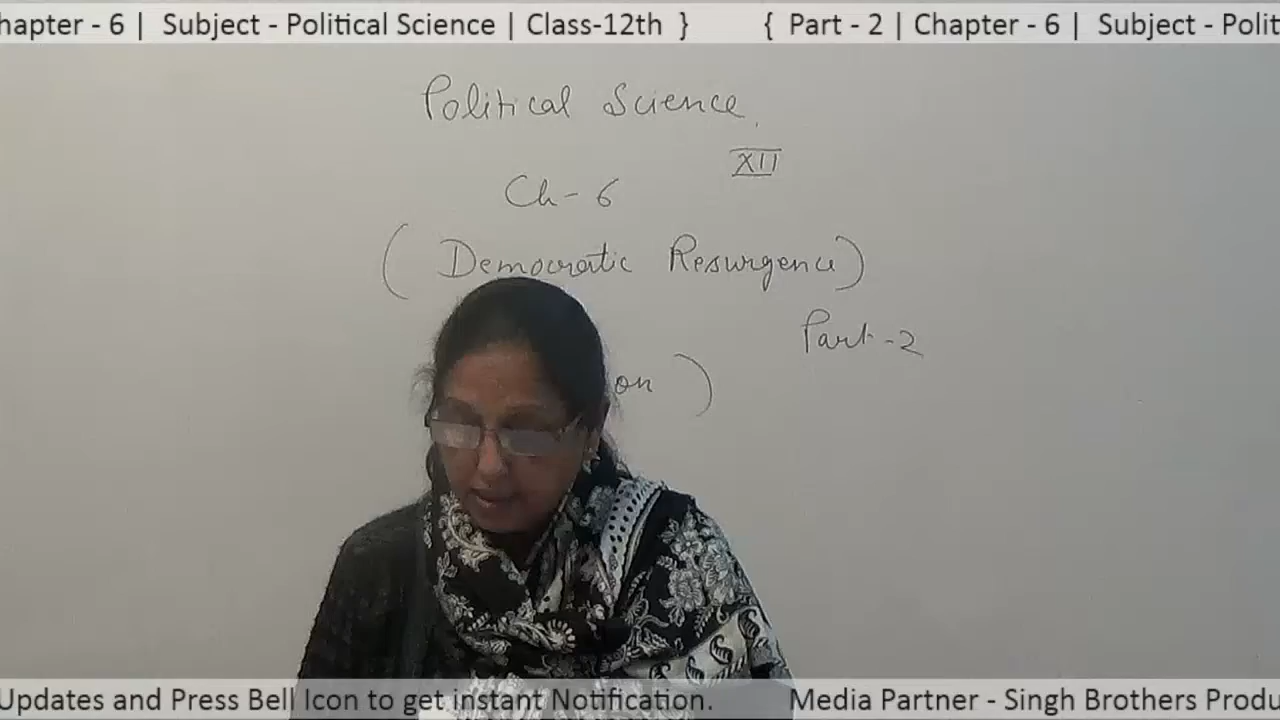 hapter - 6 | Subject - Political Science | Class-12th } { Part - 2 | Chapter - 6 | Subject - Polit
Political Science
XII
Ch - 6
( Democratic Resurgence )
Part - 2
on )
Updates and Press Bell Icon to get instant Notification. Media Partner - Singh Brothers Produ